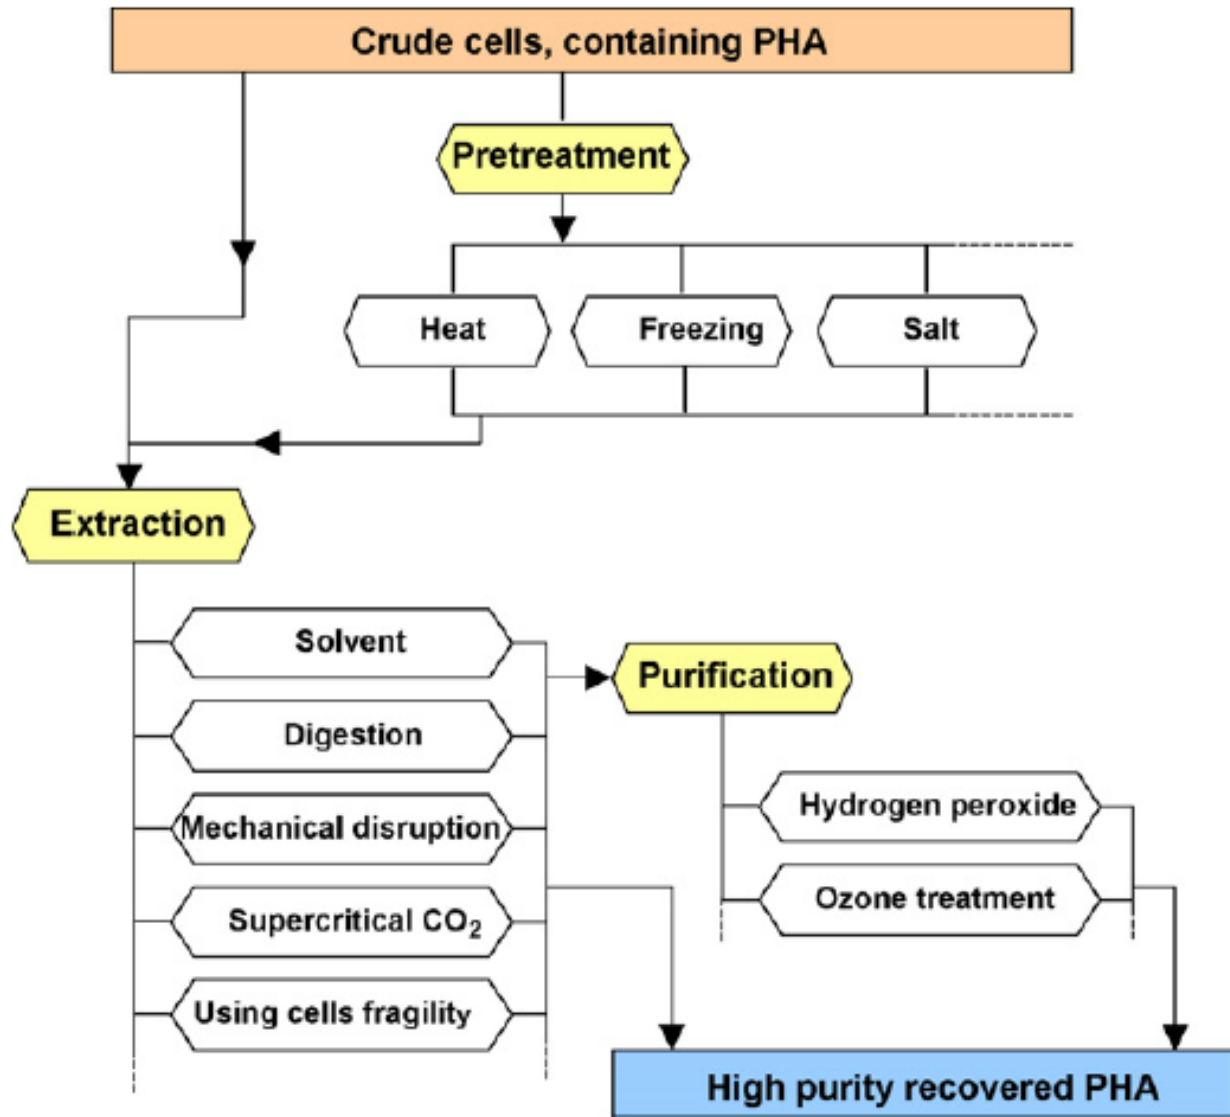 Crude cells, containing PHA
Pretreatment
Heat
Freezing
Salt
Extraction
Solvent
Purification
Digestion
Hydrogen peroxide
Mechanical disruption
Ozone treatment
Supercritical CO₂
Using cells fragility
High purity recovered PHA